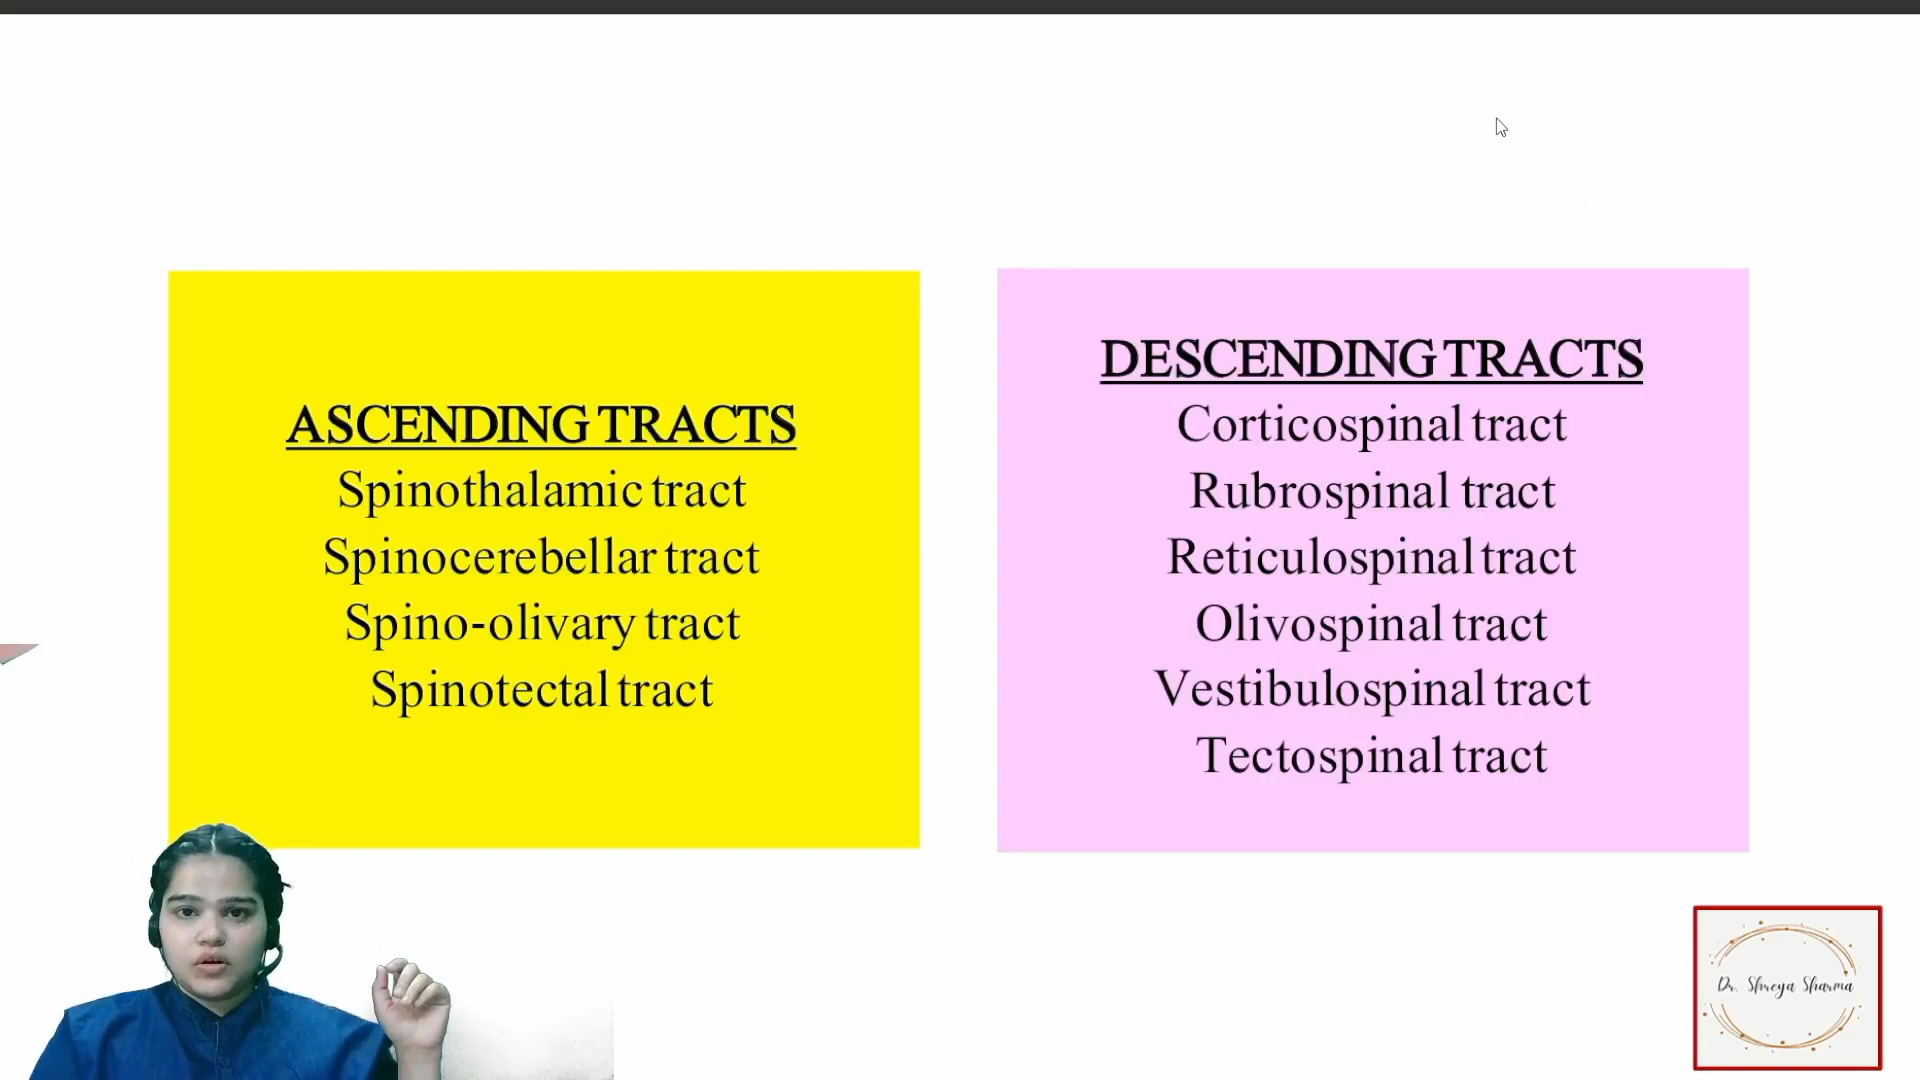 ASCENDING TRACTS
Spinothalamic tract
Spinocerebellar tract
Spino-olivary tract
Spinotectal tract
DESCENDING TRACTS
Corticospinal tract
Rubrospinal tract
Reticulospinal tract
Olivospinal tract
Vestibulospinal tract
Tectospinal tract
Dr. Shreya Sharma